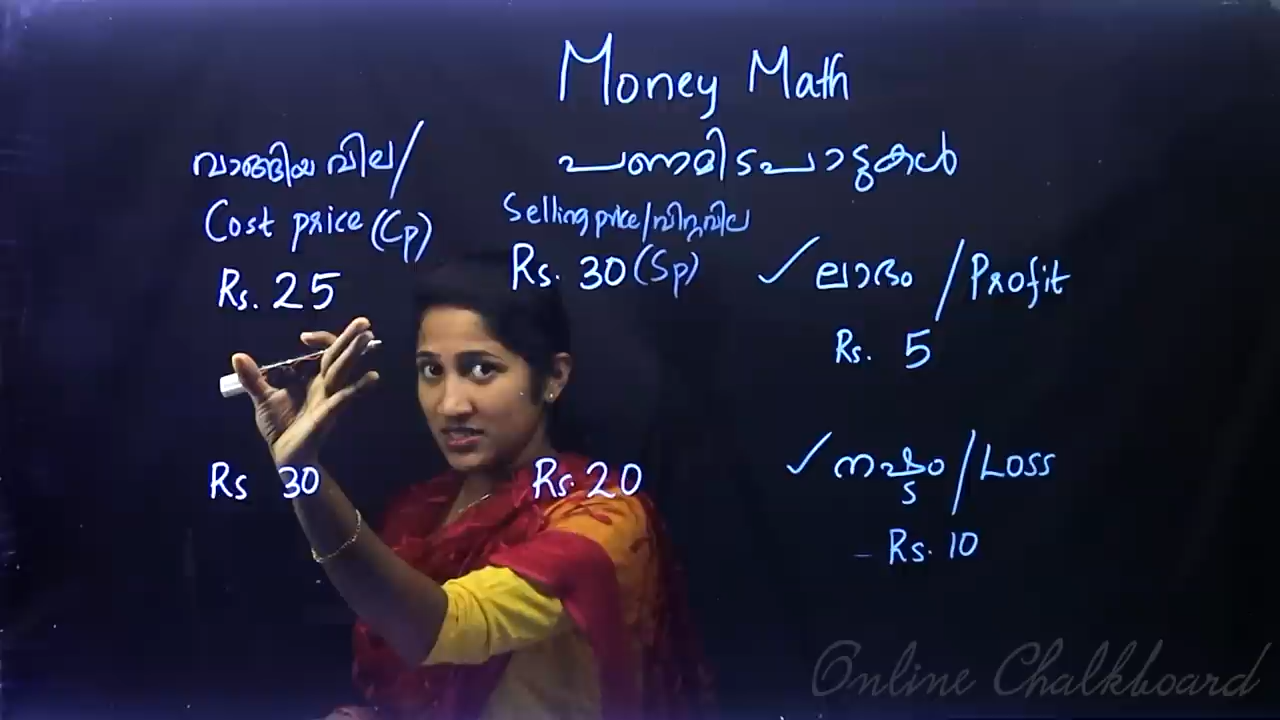 Money Math
പണമിടപാടുകൾ
വാങ്ങിയ വില/
Cost price (Cp)
Rs. 25
Selling price/വിറ്റവില
Rs. 30 (Sp)
✓ ലാഭം / Profit
Rs. 5
Rs 30
Rs. 20
✓ നഷ്ടം / Loss
- Rs. 10
Online Chalkboard